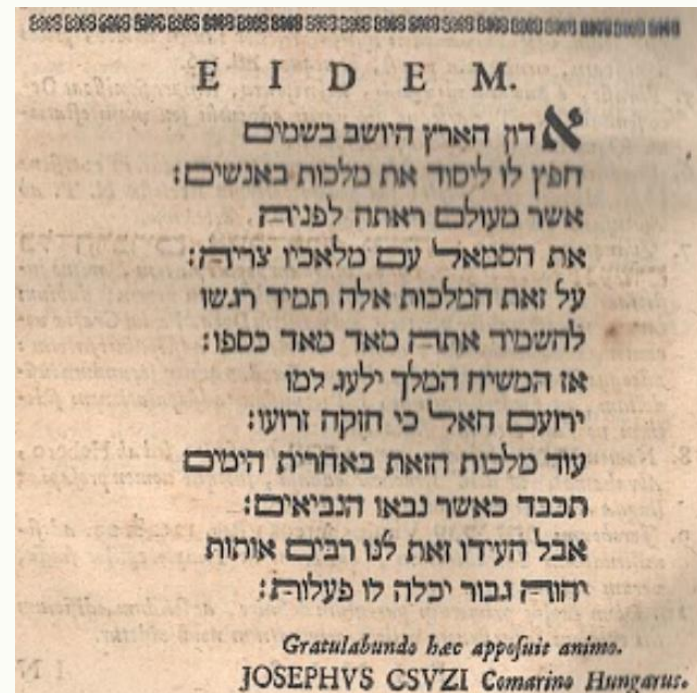 EIDEM.
אדון הארץ היושב בשמים
חפץ לו ליסוד את מלכות באנשים:
אשר מעולם ראתה לפניה
את הסמאל עם מלאכיו צריה:
על זאת המלכות אלה תמיד רגשו
להשמיד אתה מאד מאד כספו:
אז המשיח המלך ילעג למו
ירועם האל כי חזקה זרועו:
עוד מלכות הזאת באחרית הימים
תכבד כאשר נבאו הנביאים:
אבל העידו זאת לנו רבים אותות
יהוה גבור יכלה לו פעלות:
Gratulabundo hæc apposuit animo.
JOSEPHVS CSVZI Comarino Hungarus.